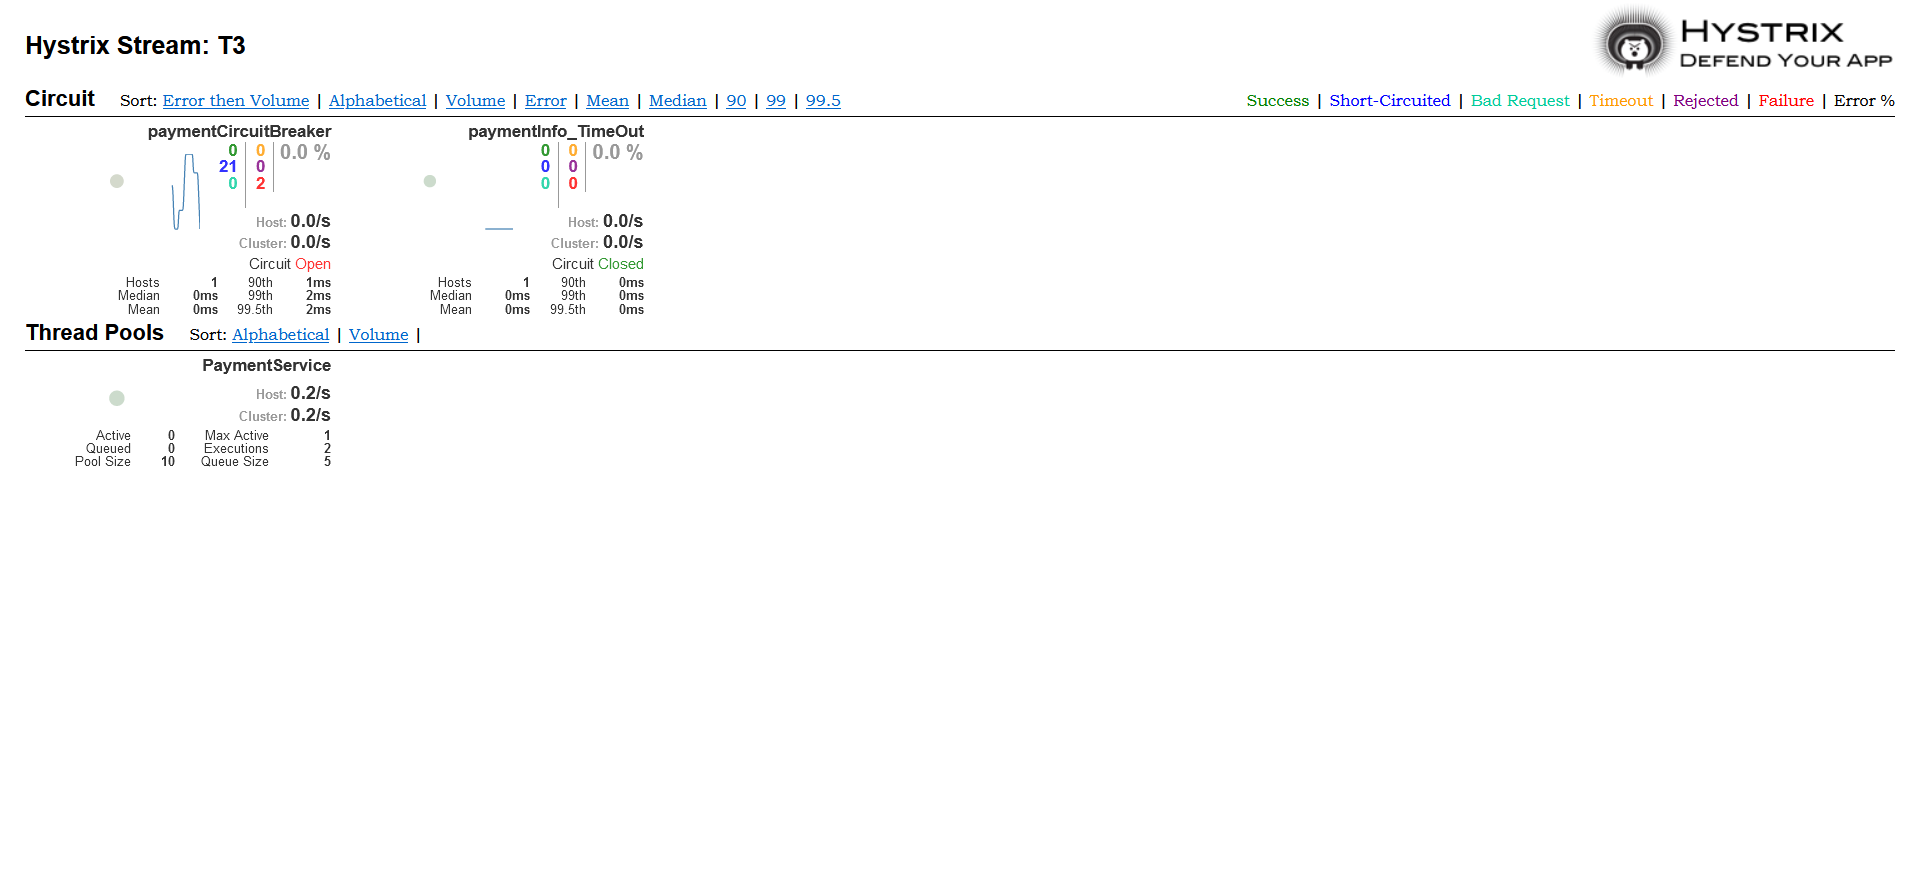 Hystrix Stream: T3
HYSTRIX
DEFEND YOUR APP
Circuit Sort: Error then Volume | Alphabetical | Volume | Error | Mean | Median | 90 | 99 | 99.5
Success | Short-Circuited | Bad Request | Timeout | Rejected | Failure | Error %
paymentCircuitBreaker
0 0 0.0 %
21 0
0 2
Host: 0.0/s
Cluster: 0.0/s
Circuit Open
Hosts 1 90th 1ms
Median 0ms 99th 2ms
Mean 0ms 99.5th 2ms
paymentInfo_TimeOut
0 0 0.0 %
0 0
0 0
Host: 0.0/s
Cluster: 0.0/s
Circuit Closed
Hosts 1 90th 0ms
Median 0ms 99th 0ms
Mean 0ms 99.5th 0ms
Thread Pools Sort: Alphabetical | Volume |
PaymentService
Host: 0.2/s
Cluster: 0.2/s
Active 0 Max Active 1
Queued 0 Executions 2
Pool Size 10 Queue Size 5